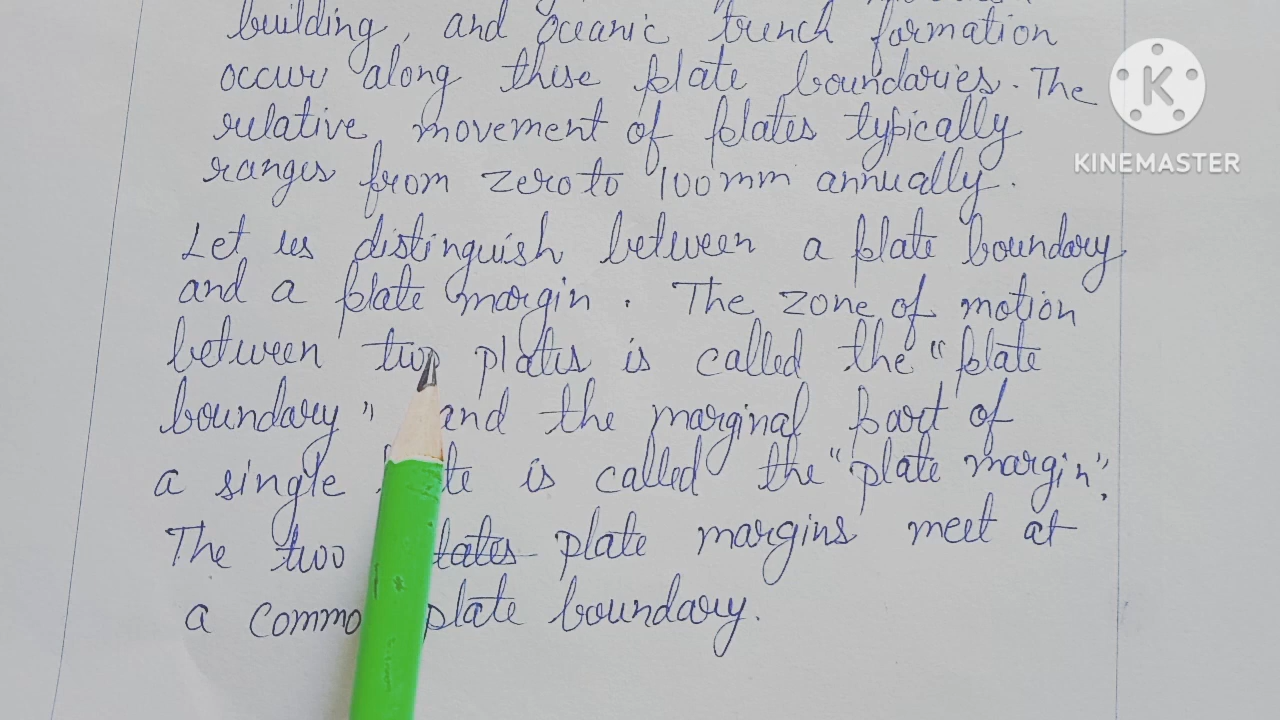 building, and oceanic trench formation
occur along these plate boundaries. The
relative movement of plates typically
ranges from zero to 100mm annually.
Let us distinguish between a plate boundary
and a plate margin. The zone of motion
between two plates is called the "plate
boundary" and the marginal part of
a single is called the "plate margin".
The two plate margins meet at
a plate boundary.
K
KINEMASTER